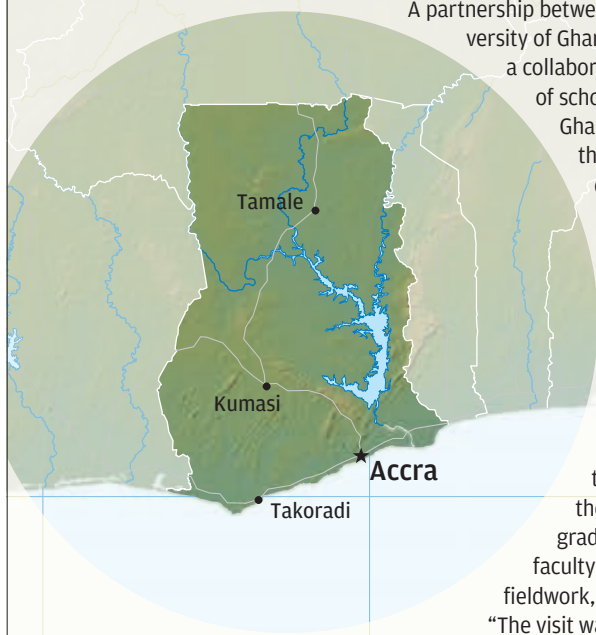 A partnership betwe
versity of Ghar
a collabor
of scho
Gha
th
Tamale
Kumasi
Accra
Takoradi
t
the
grad
faculty
fieldwork,
"The visit wa